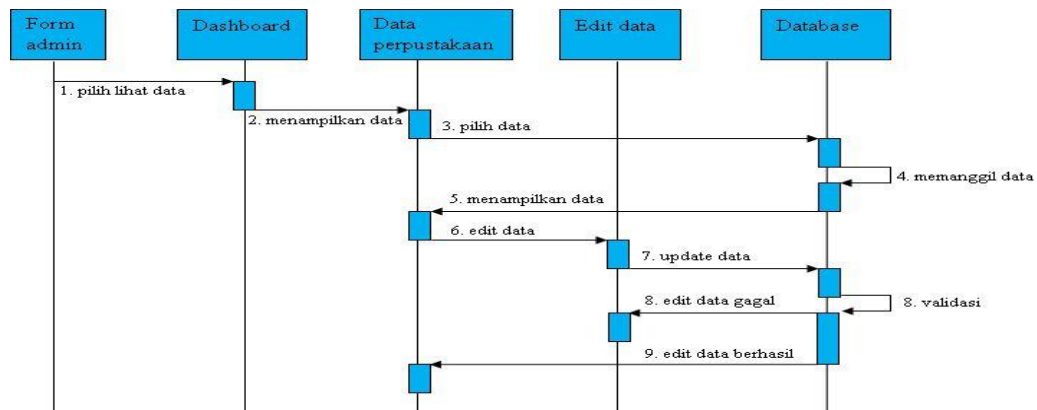 Form
admin
Dashboard
Data
perpustakaan
Edit data
Database
1. pilih lihat data
2. menampilkan data
3. pilih data
4. memanggil data
5. menampilkan data
6. edit data
7. update data
8. edit data gagal
8. validasi
9. edit data berhasil